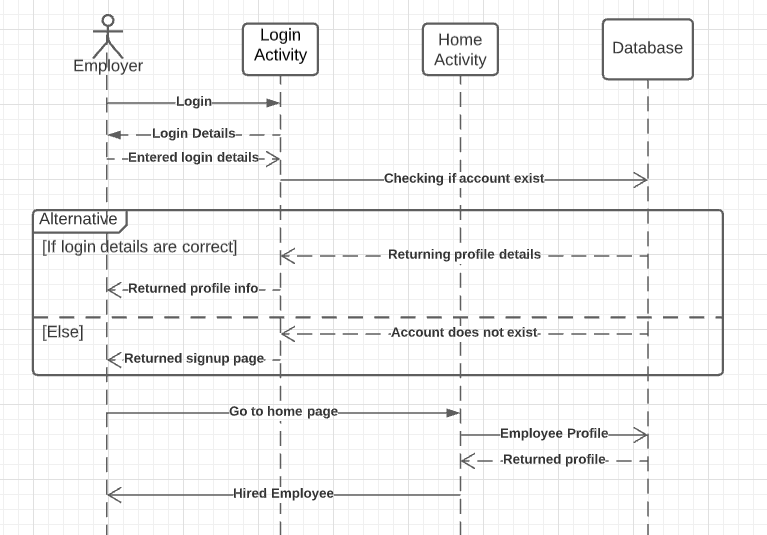 Employer
Login
Activity
Home
Activity
Database
Login
Login Details
Entered login details
Checking if account exist
Alternative
[If login details are correct]
Returning profile details
Returned profile info
[Else]
Account does not exist
Returned signup page
Go to home page
Employee Profile
Returned profile
Hired Employee